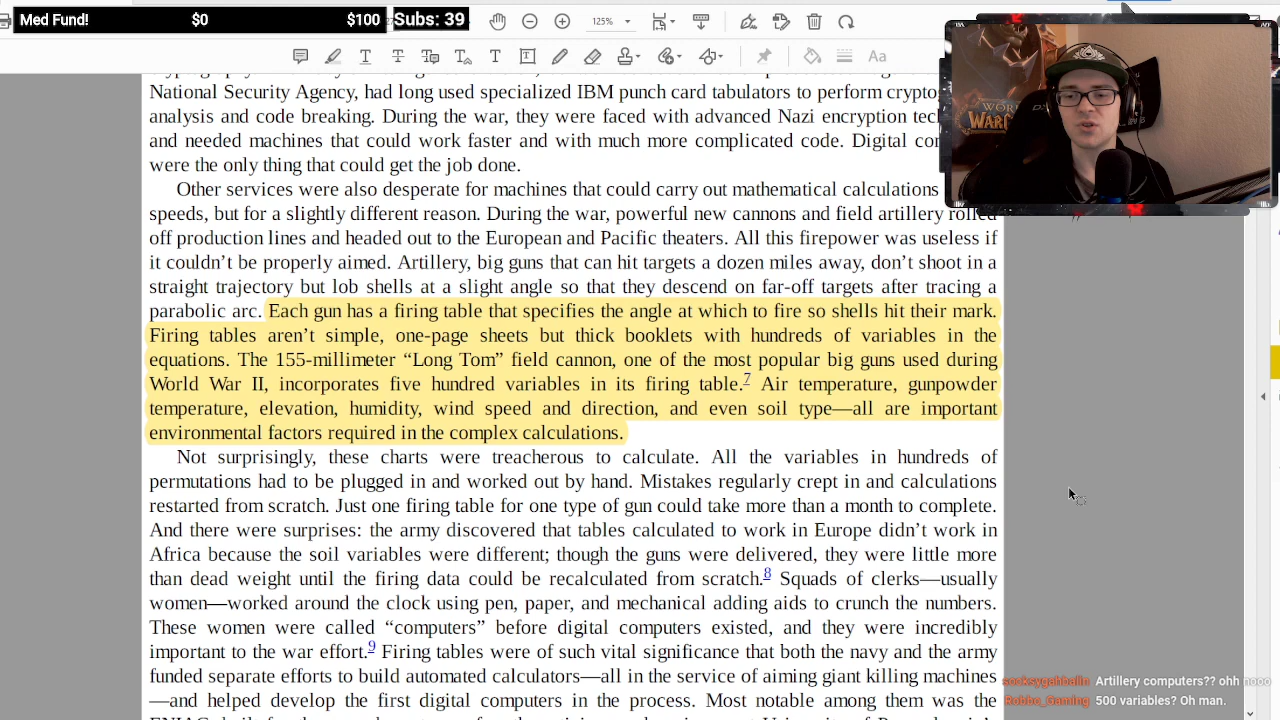 Med Fund! $0 $100 Subs: 39
125%
Aa
National Security Agency, had long used specialized IBM punch card tabulators to perform crypto
analysis and code breaking. During the war, they were faced with advanced Nazi encryption tec
and needed machines that could work faster and with much more complicated code. Digital co
were the only thing that could get the job done.
Other services were also desperate for machines that could carry out mathematical calculations
speeds, but for a slightly different reason. During the war, powerful new cannons and field artillery rolled
off production lines and headed out to the European and Pacific theaters. All this firepower was useless if
it couldn’t be properly aimed. Artillery, big guns that can hit targets a dozen miles away, don’t shoot in a
straight trajectory but lob shells at a slight angle so that they descend on far-off targets after tracing a
parabolic arc. Each gun has a firing table that specifies the angle at which to fire so shells hit their mark.
Firing tables aren’t simple, one-page sheets but thick booklets with hundreds of variables in the
equations. The 155-millimeter “Long Tom” field cannon, one of the most popular big guns used during
World War II, incorporates five hundred variables in its firing table.7 Air temperature, gunpowder
temperature, elevation, humidity, wind speed and direction, and even soil type—all are important
environmental factors required in the complex calculations.
Not surprisingly, these charts were treacherous to calculate. All the variables in hundreds of
permutations had to be plugged in and worked out by hand. Mistakes regularly crept in and calculations
restarted from scratch. Just one firing table for one type of gun could take more than a month to complete.
And there were surprises: the army discovered that tables calculated to work in Europe didn’t work in
Africa because the soil variables were different; though the guns were delivered, they were little more
than dead weight until the firing data could be recalculated from scratch.8 Squads of clerks—usually
women—worked around the clock using pen, paper, and mechanical adding aids to crunch the numbers.
These women were called “computers” before digital computers existed, and they were incredibly
important to the war effort.9 Firing tables were of such vital significance that both the navy and the army
funded separate efforts to build automated calculators—all in the service of aiming giant killing machines
—and helped develop the first digital computers in the process. Most notable among them was the
socksygahballn Artillery computers?? ohh nooo
Robbn_Gaming 500 variables? Oh man.